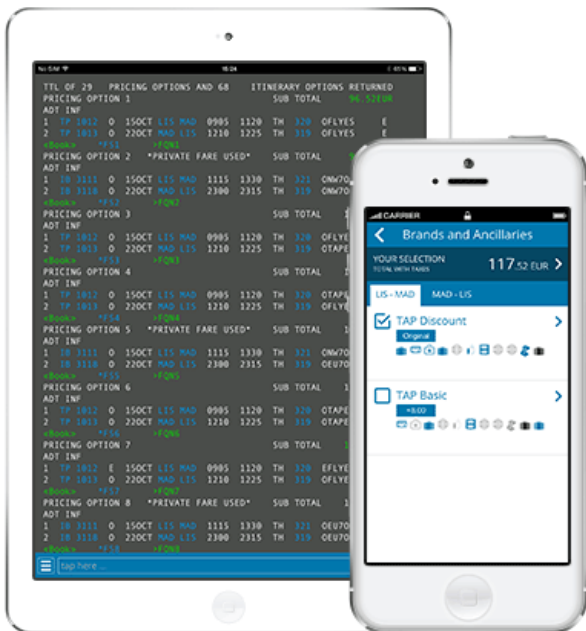 No SIM 15:24 65%
TTL OF 29 PRICING OPTIONS AND 68 ITINERARY OPTIONS RETURNED
PRICING OPTION 1 SUB TOTAL 96.52EUR
ADT INF
1 TP 1012 O 15OCT LIS MAD 0905 1120 TH 320 OFLYES E
2 TP 1013 O 22OCT MAD LIS 1210 1225 TH 319 OFLYES E
<Book> *FS1 >FQN1
PRICING OPTION 2 *PRIVATE FARE USED* SUB TOTAL
ADT INF
1 IB 3111 O 15OCT LIS MAD 1115 1330 TH 321
2 IB 3118 O 22OCT MAD LIS 2300 2315 TH 319
<Book> *FS2 >FQN2
PRICING OPTION 3 SUB TOTAL
ADT INF
1 TP 1012 O 15OCT LIS MAD 0905 1120 TH 320
2 TP 1013 O 22OCT MAD LIS 1210 1225 TH 319
<Book> *FS3 >FQN3
PRICING OPTION 4 SUB TOTAL
ADT INF
1 TP 1012 O 15OCT LIS MAD 0905 1120 TH 320
2 TP 1013 O 22OCT MAD LIS 1210 1225 TH 319
<Book> *FS4 >FQN4
PRICING OPTION 5 *PRIVATE FARE USED* SUB TOTAL
ADT INF
1 IB 3111 O 15OCT LIS MAD 1115 1330 TH 321
2 IB 3118 O 22OCT MAD LIS 2300 2315 TH 319
<Book> *FS5 >FQN5
PRICING OPTION 6 SUB TOTAL
ADT INF
1 TP 1012 O 15OCT LIS MAD 0905 1120 TH 320
2 TP 1013 O 22OCT MAD LIS 1210 1225 TH 319
<Book> *FS6 >FQN6
PRICING OPTION 7 SUB TOTAL
ADT INF
1 TP 1012 E 15OCT LIS MAD 0905 1120 TH 320
2 TP 1013 O 22OCT MAD LIS 1210 1225 TH 319
<Book> *FS7 >FQN7
PRICING OPTION 8 *PRIVATE FARE USED* SUB TOTAL
ADT INF
1 IB 3111 O 15OCT LIS MAD 1115 1330 TH 321
2 IB 3118 O 22OCT MAD LIS 2300 2315 TH 319
<Book> *FS8 >FQN8
tap here ...
CARRIER
Brands and Ancillaries
YOUR SELECTION
TOTAL WITH TAXES
117.52 EUR
LIS - MAD MAD - LIS
TAP Discount
Original
TAP Basic
+8.00